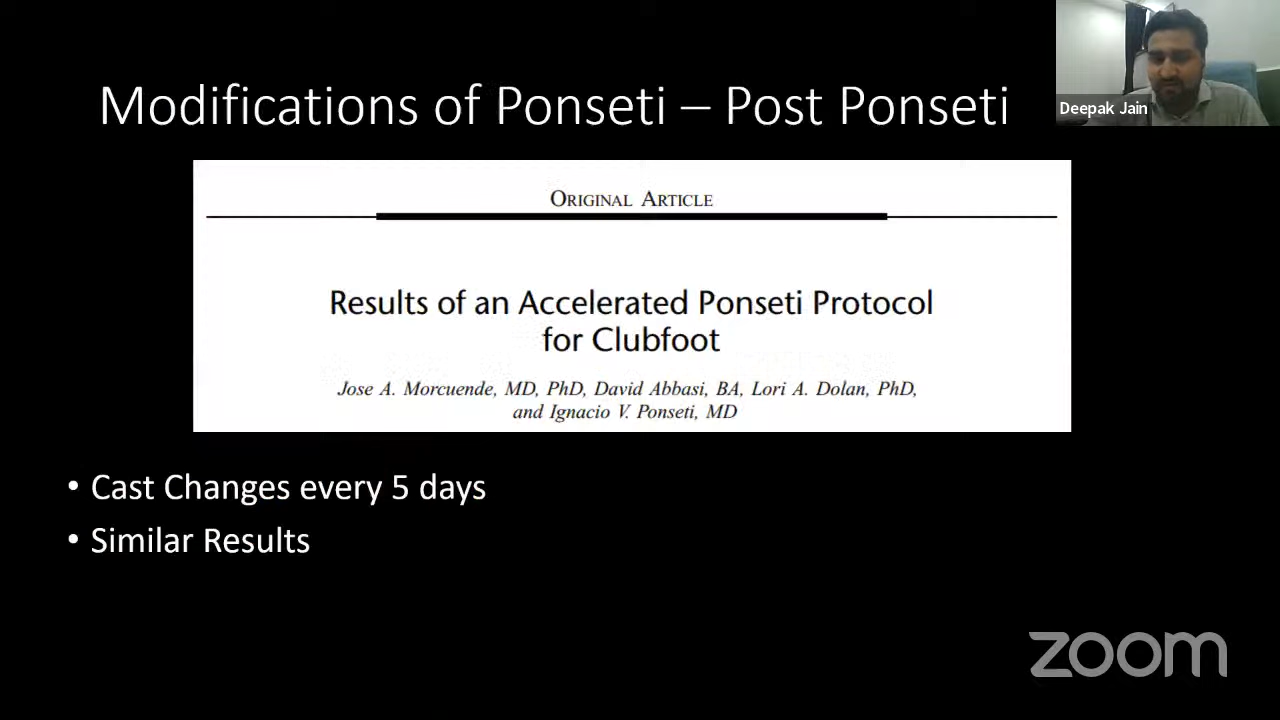 Modifications of Ponseti – Post Ponseti
Deepak Jain
ORIGINAL ARTICLE
Results of an Accelerated Ponseti Protocol
for Clubfoot
Jose A. Morcuende, MD, PhD, David Abbasi, BA, Lori A. Dolan, PhD,
and Ignacio V. Ponseti, MD
• Cast Changes every 5 days
• Similar Results
zoom